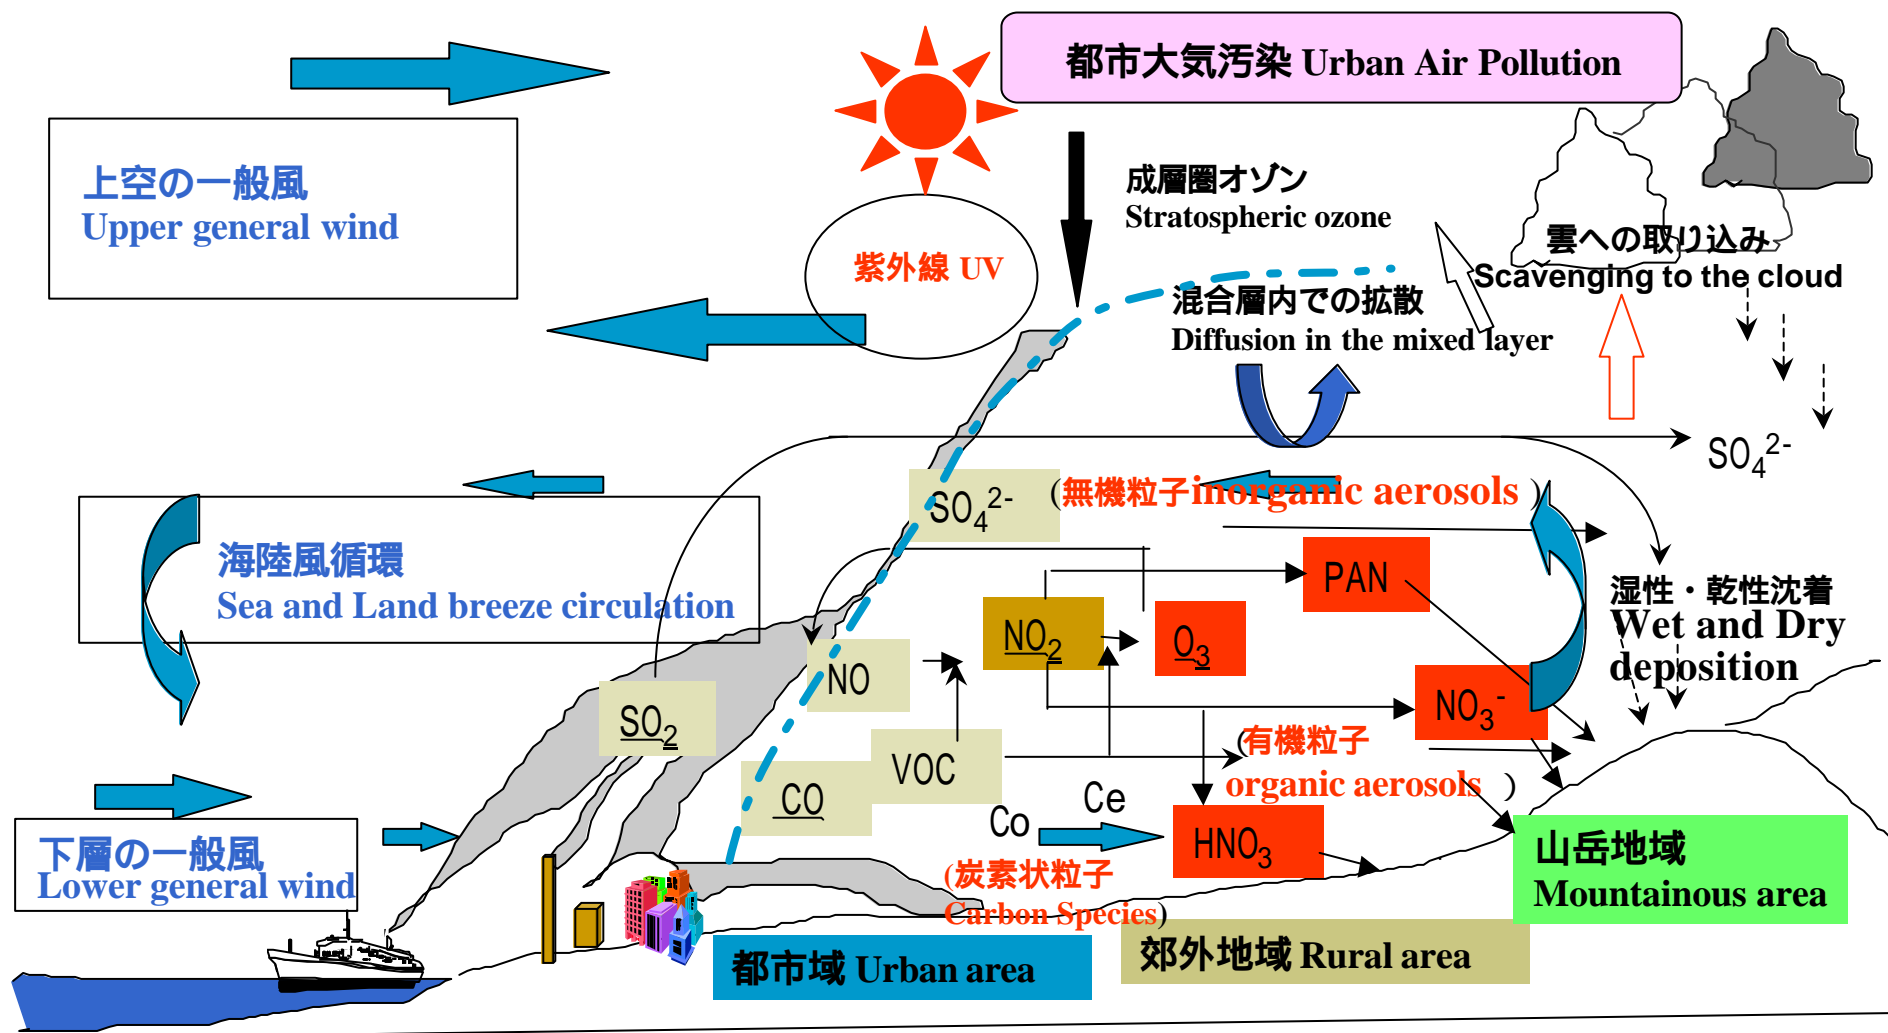 都市大気汚染 Urban Air Pollution
上空の一般風
Upper general wind
成層圏オゾン
Stratospheric ozone
紫外線 UV
雲への取り込み
Scavenging to the cloud
混合層内での拡散
Diffusion in the mixed layer
SO₄²⁻
SO₄²⁻
(無機粒子inorganic aerosols )
海陸風循環
Sea and Land breeze circulation
PAN
湿性・乾性沈着
Wet and Dry
deposition
NO₂
O₃
NO
SO₂
NO₃⁻
VOC
(有機粒子
organic aerosols )
CO
Co
Ce
HNO₃
下層の一般風
Lower general wind
(炭素状粒子
Carbon Species)
山岳地域
Mountainous area
都市域 Urban area
郊外地域 Rural area